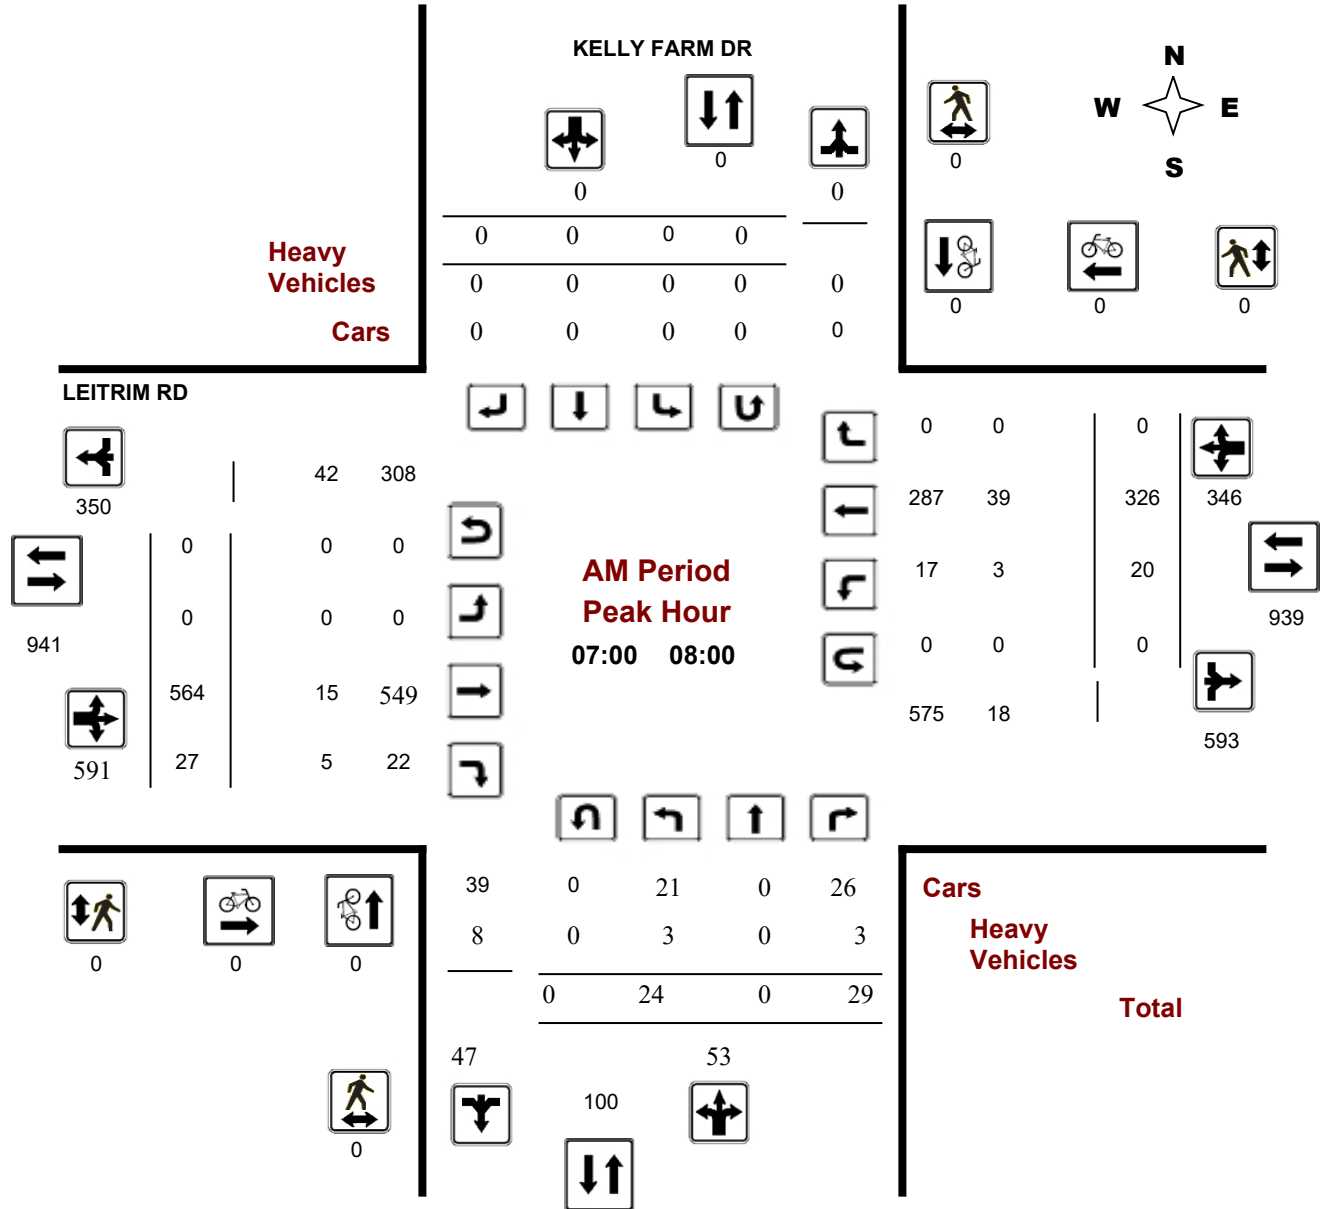 KELLY FARM DR
N
W E
S
0
0
0 0
0 0 0 0
Heavy
Vehicles
0 0 0 0 0
Cars
0 0 0 0 0
0 0 0
LEITRIM RD
42 308
350
0 0 0
941
0 0 0
564 15 549
591
27 5 22
AM Period
Peak Hour
07:00 08:00
0 0 0
287 39 326 346
17 3 20
939
0 0 0
575 18
593
39 0 21 0 26
Cars
8 0 3 0 3
Heavy
Vehicles
0 0 0
0 24 0 29
Total
47 53
100
0